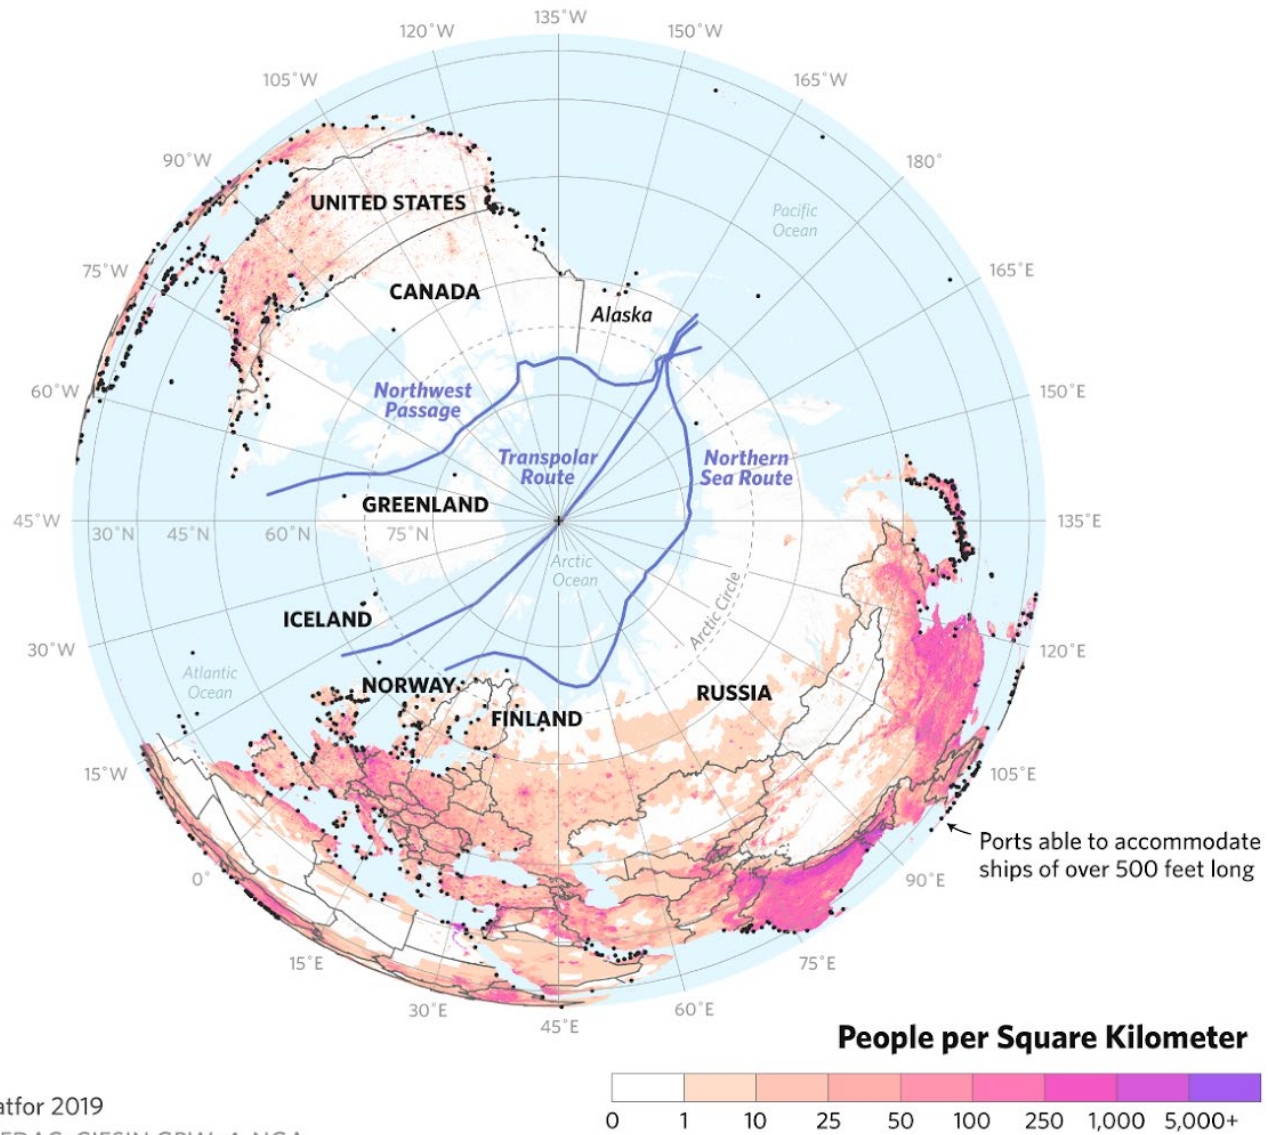 135°W
120°W
150°W
105°W
165°W
90°W
180°
UNITED STATES
Pacific
Ocean
75°W
165°E
CANADA
Alaska
60°W
150°E
Northwest
Passage
Transpolar
Route
Northern
Sea Route
GREENLAND
45°W
30°N
45°N
60°N
75°N
135°E
Arctic
Ocean
Arctic Circle
ICELAND
30°W
120°E
Atlantic
Ocean
NORWAY
RUSSIA
FINLAND
15°W
105°E
Ports able to accommodate
ships of over 500 feet long
0°
90°E
15°E
75°E
30°E
60°E
45°E
People per Square Kilometer
0 1 10 25 50 100 250 1,000 5,000+
atfor 2019